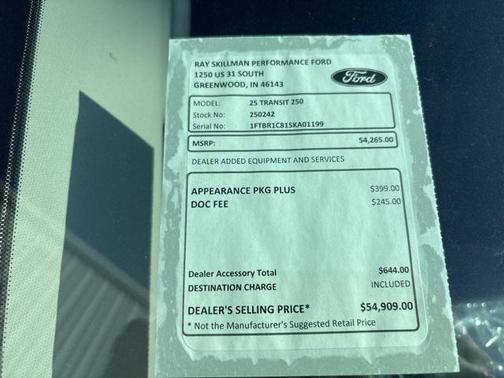 RAY SKILLMAN PERFORMANCE FORD
1250 US 31 SOUTH
GREENWOOD, IN 46143
Ford
MODEL: 25 TRANSIT 250
Stock No: 250242
Serial No: 1FTBR1C81SKA01199
MSRP: 54,265.00
DEALER ADDED EQUIPMENT AND SERVICES
APPEARANCE PKG PLUS $399.00
DOC FEE $245.00
Dealer Accessory Total $644.00
DESTINATION CHARGE INCLUDED
DEALER'S SELLING PRICE* $54,909.00
* Not the Manufacturer's Suggested Retail Price